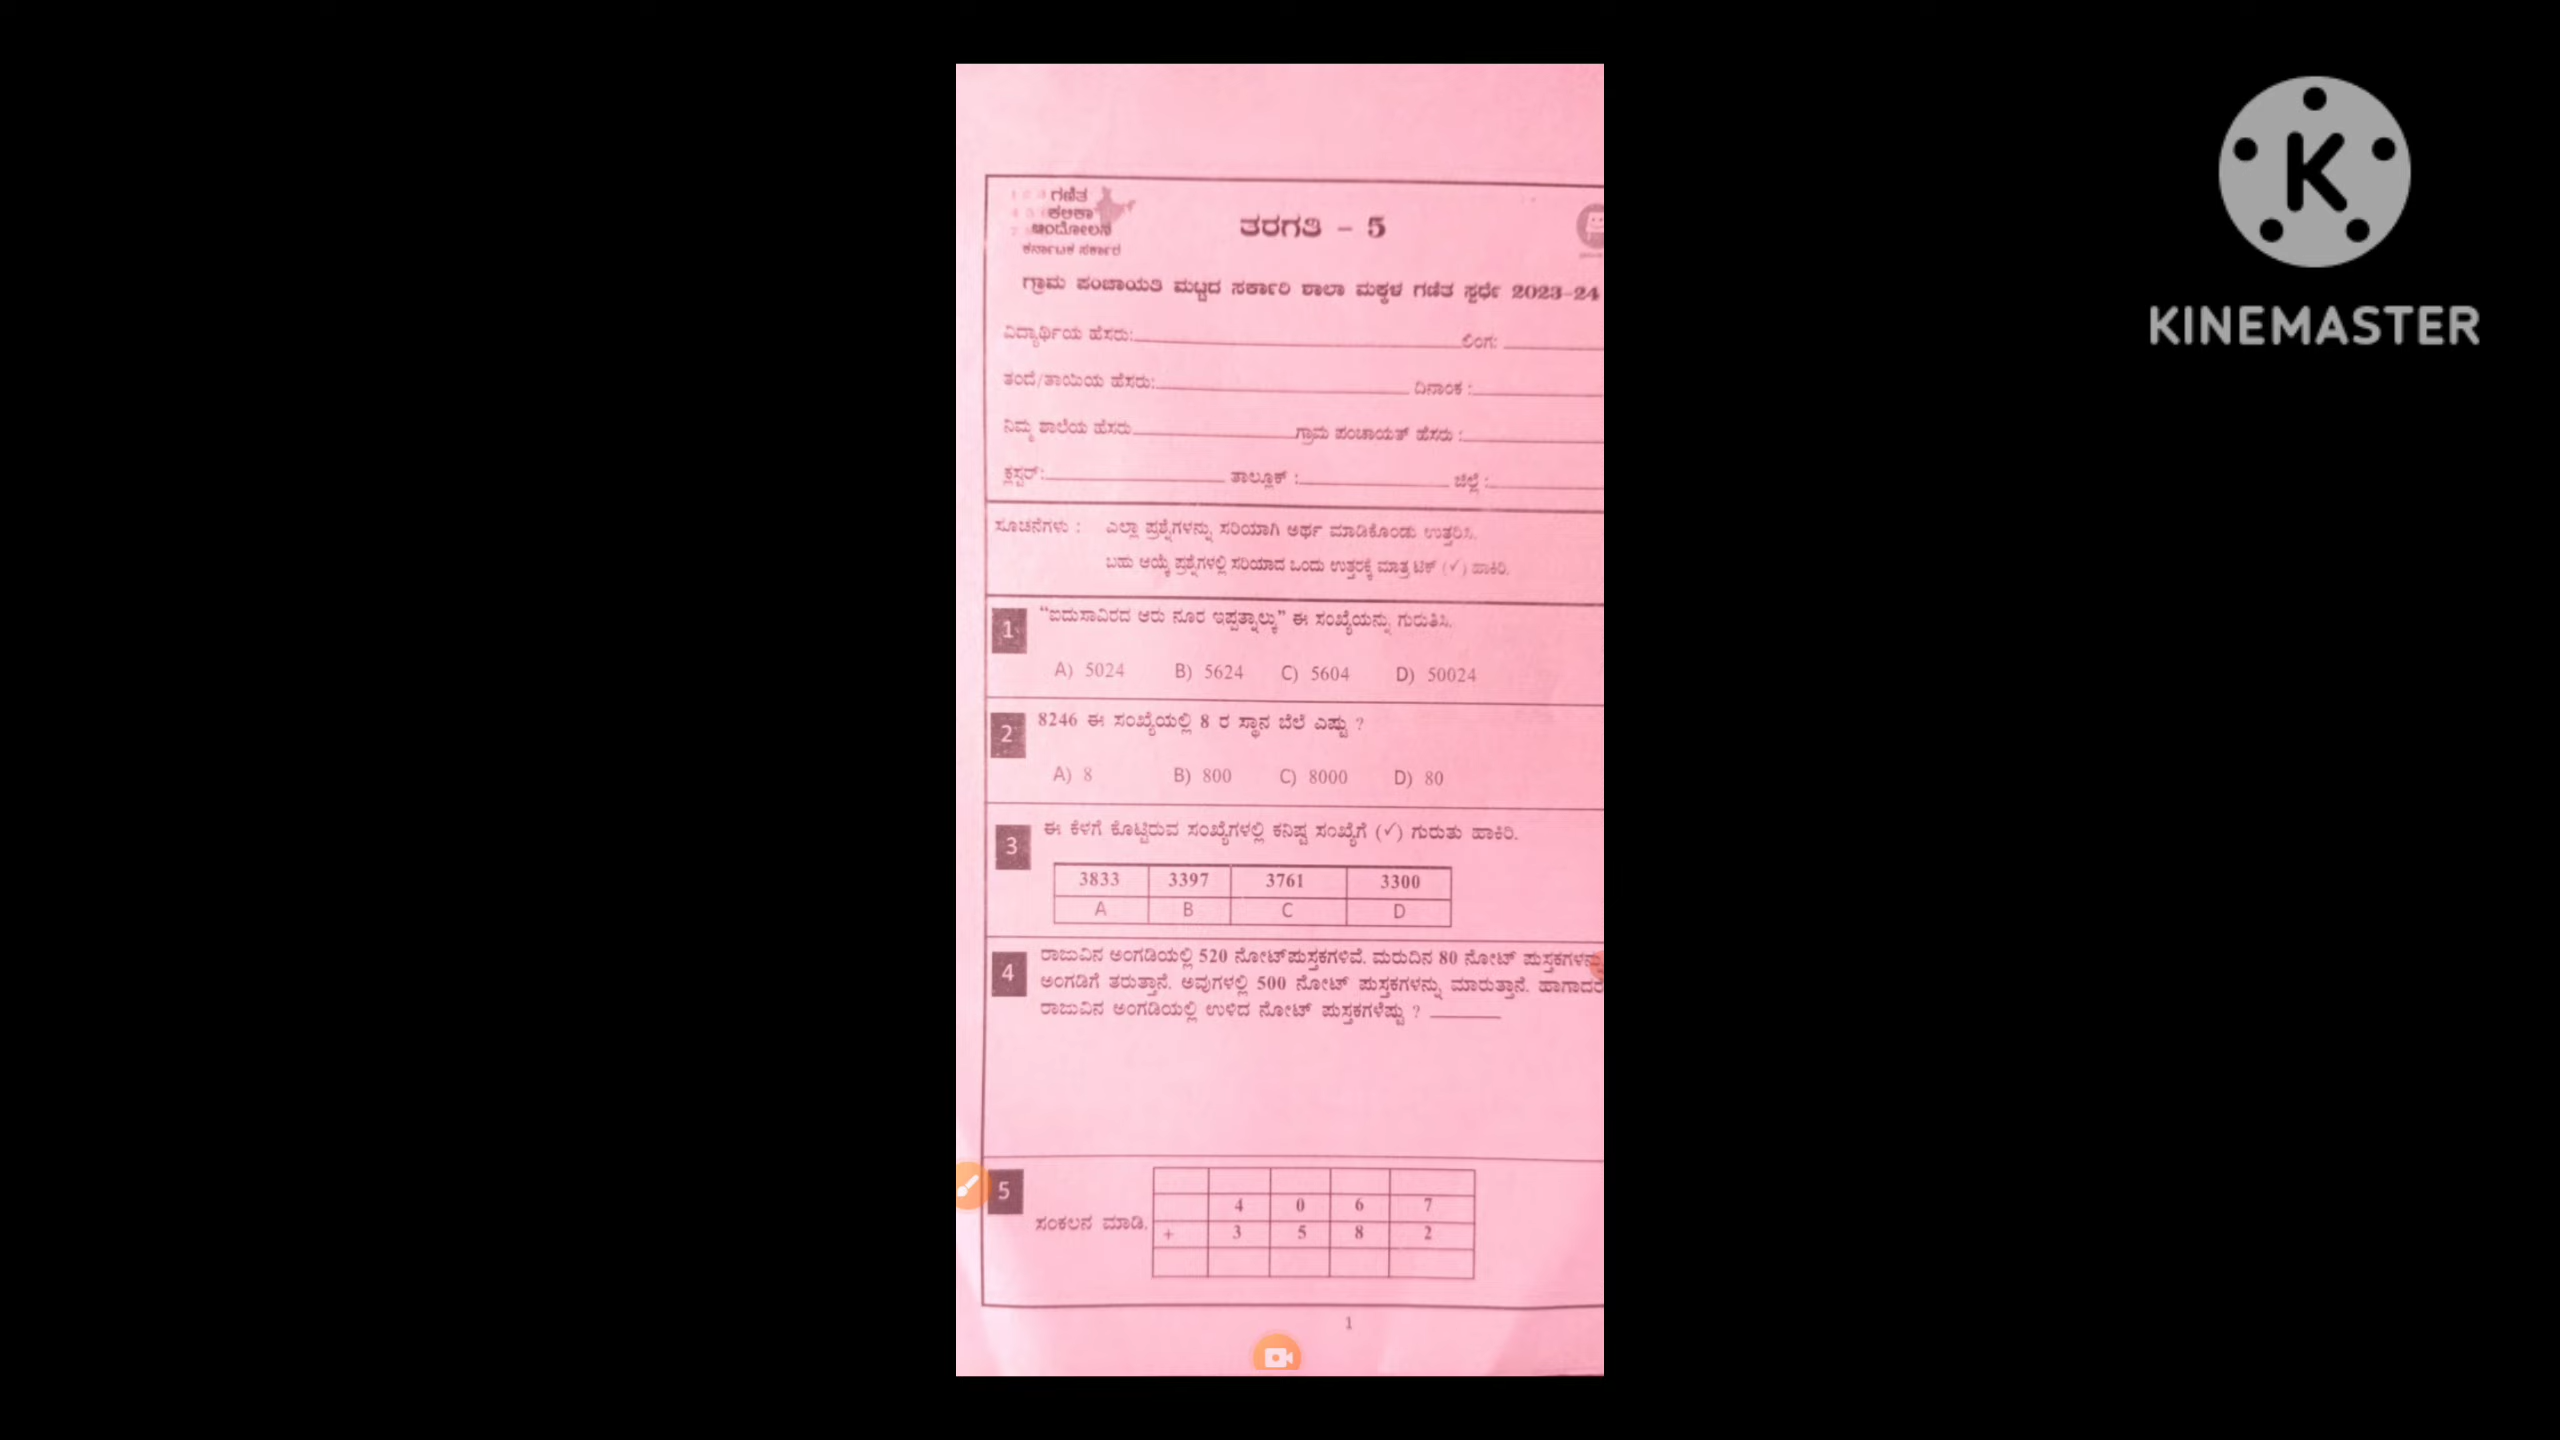 KINEMASTER
ಗಣಿತ
ಕಲಿಕಾ
ಆಂದೋಲನ
ಕರ್ನಾಟಕ ಸರ್ಕಾರ
ತರಗತಿ – 5
ಗ್ರಾಮ ಪಂಚಾಯತಿ ಮಟ್ಟದ ಸರ್ಕಾರಿ ಶಾಲಾ ಮಕ್ಕಳ ಗಣಿತ ಸ್ಪರ್ಧೆ 2023-24
ವಿದ್ಯಾರ್ಥಿಯ ಹೆಸರು: ಲಿಂಗ:
ತಂದೆ/ತಾಯಿಯ ಹೆಸರು: ದಿನಾಂಕ :
ನಿಮ್ಮ ಶಾಲೆಯ ಹೆಸರು ಗ್ರಾಮ ಪಂಚಾಯತ್ ಹೆಸರು :
ಕ್ಲಸ್ಟರ್: ತಾಲ್ಲೂಕ್ : ಜಿಲ್ಲೆ :
ಸೂಚನೆಗಳು : ಎಲ್ಲಾ ಪ್ರಶ್ನೆಗಳನ್ನು ಸರಿಯಾಗಿ ಅರ್ಥ ಮಾಡಿಕೊಂಡು ಉತ್ತರಿಸಿ.
ಬಹು ಆಯ್ಕೆ ಪ್ರಶ್ನೆಗಳಲ್ಲಿ ಸರಿಯಾದ ಒಂದು ಉತ್ತರಕ್ಕೆ ಮಾತ್ರ ಟಿಕ್ (✓) ಹಾಕಿರಿ.
1 “ಐದುಸಾವಿರದ ಆರು ನೂರ ಇಪ್ಪತ್ನಾಲ್ಕು” ಈ ಸಂಖ್ಯೆಯನ್ನು ಗುರುತಿಸಿ.
A) 5024 B) 5624 C) 5604 D) 50024
2 8246 ಈ ಸಂಖ್ಯೆಯಲ್ಲಿ 8 ರ ಸ್ಥಾನ ಬೆಲೆ ಎಷ್ಟು ?
A) 8 B) 800 C) 8000 D) 80
3 ಈ ಕೆಳಗೆ ಕೊಟ್ಟಿರುವ ಸಂಖ್ಯೆಗಳಲ್ಲಿ ಕನಿಷ್ಟ ಸಂಖ್ಯೆಗೆ (✓) ಗುರುತು ಹಾಕಿರಿ.
3833 3397 3761 3300
A B C D
4 ರಾಜುವಿನ ಅಂಗಡಿಯಲ್ಲಿ 520 ನೋಟ್‌ಪುಸ್ತಕಗಳಿವೆ. ಮರುದಿನ 80 ನೋಟ್ ಪುಸ್ತಕಗಳನ್ನು
ಅಂಗಡಿಗೆ ತರುತ್ತಾನೆ. ಅವುಗಳಲ್ಲಿ 500 ನೋಟ್ ಪುಸ್ತಕಗಳನ್ನು ಮಾರುತ್ತಾನೆ. ಹಾಗಾದರೆ
ರಾಜುವಿನ ಅಂಗಡಿಯಲ್ಲಿ ಉಳಿದ ನೋಟ್ ಪುಸ್ತಕಗಳೆಷ್ಟು ?
5
4 0 6 7
ಸಂಕಲನ ಮಾಡಿ. + 3 5 8 2
1